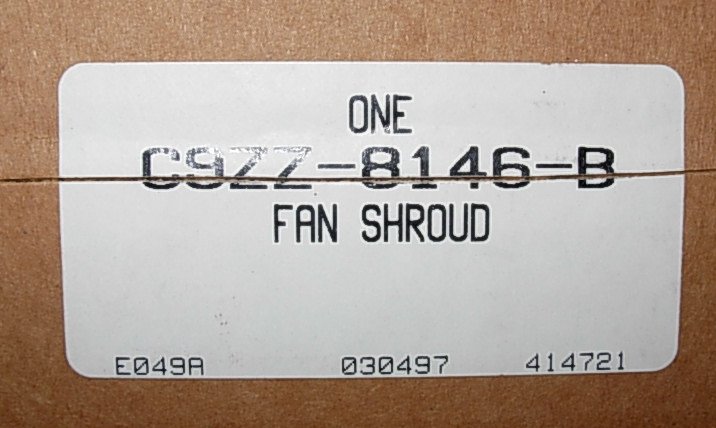 ONE
C9ZZ-8146-B
FAN SHROUD
E049A 030497 414721